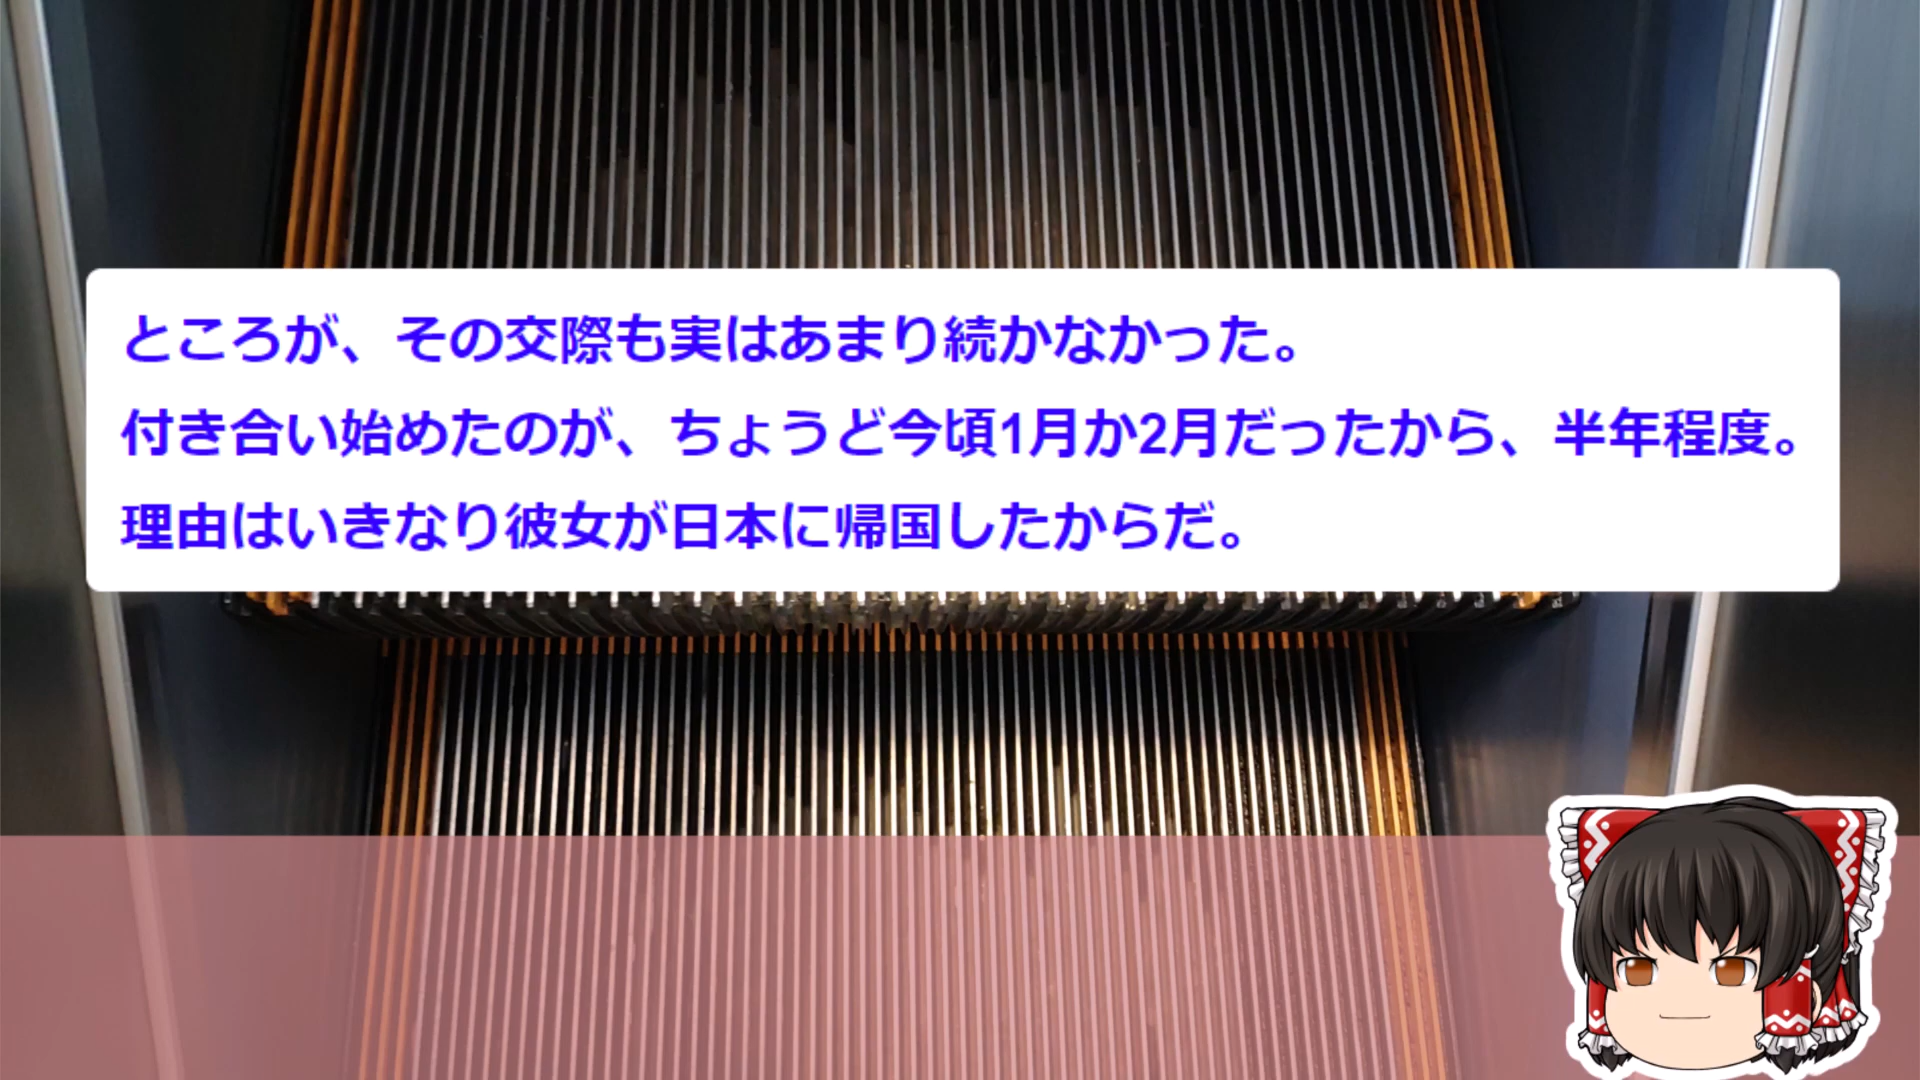 ところが、その交際も実はあまり続かなかった。
付き合い始めたのが、ちょうど今頃1月か2月だったから、半年程度。
理由はいきなり彼女が日本に帰国したからだ。